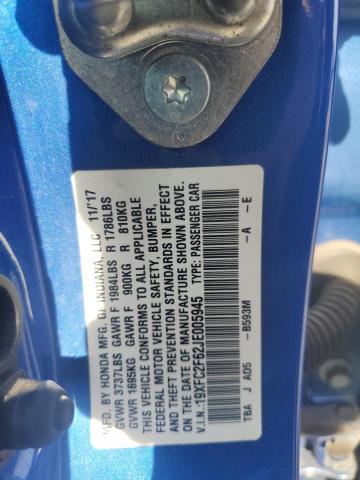 MFD. BY HONDA MFG. OF INDIANA, LLC 11/17
GVWR 3737LBS GAWR F 1984LBS R 1786LBS
GVWR 1695KG GAWR F 900KG R 810KG
THIS VEHICLE CONFORMS TO ALL APPLICABLE
FEDERAL MOTOR VEHICLE SAFETY, BUMPER,
AND THEFT PREVENTION STANDARDS IN EFFECT
ON THE DATE OF MANUFACTURE SHOWN ABOVE.
V.I.N.:19XFC2F62JE005945 TYPE: PASSENGER CAR
TBA J AD5 -B593M -A -E